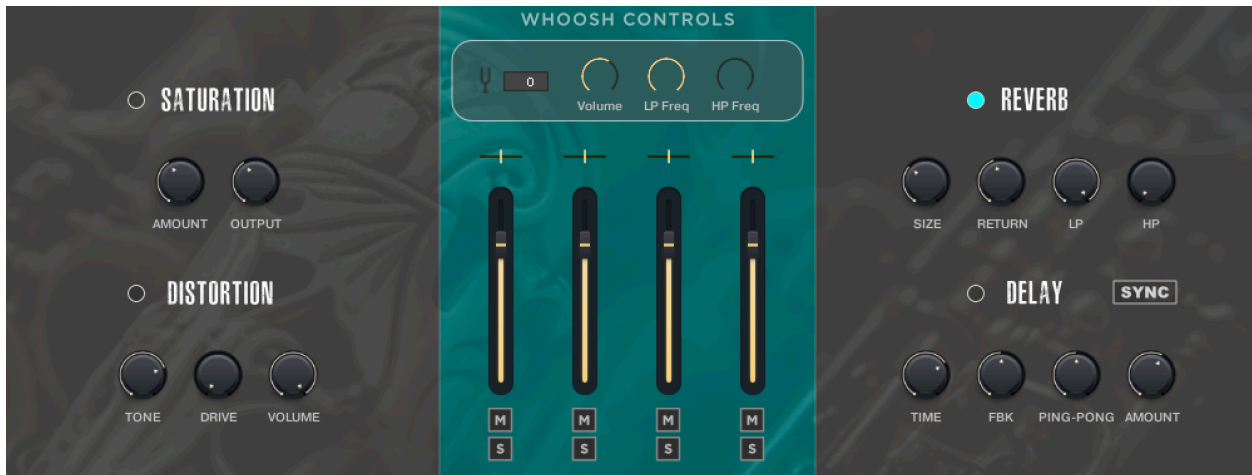 WHOOSH CONTROLS
0
Volume LP Freq HP Freq
SATURATION
AMOUNT OUTPUT
DISTORTION
TONE DRIVE VOLUME
M M M M
S S S S
REVERB
SIZE RETURN LP HP
DELAY SYNC
TIME FBK PING-PONG AMOUNT